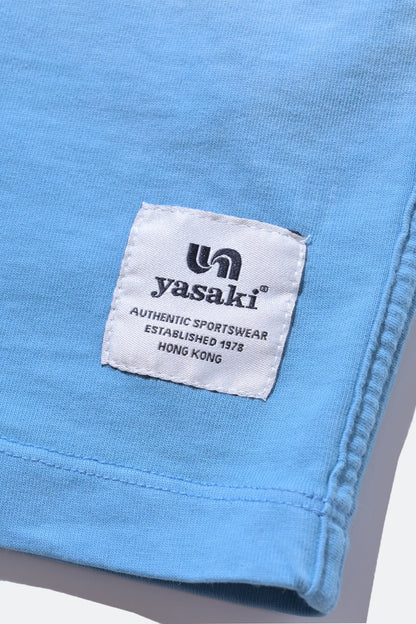 yasaki®
AUTHENTIC SPORTSWEAR
ESTABLISHED 1978
HONG KONG